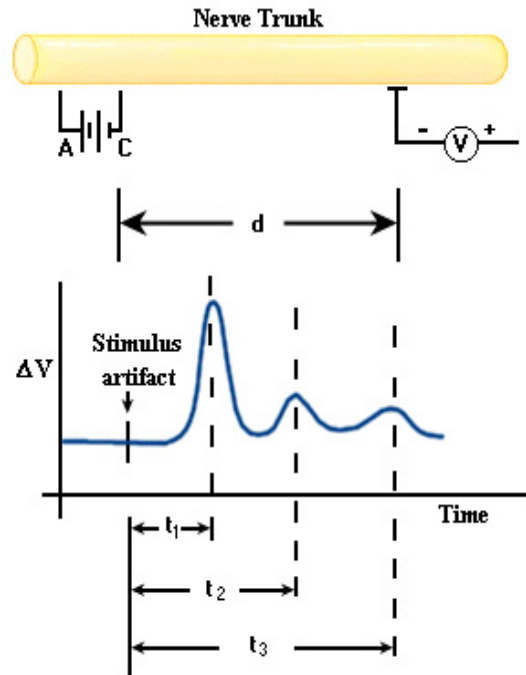 Nerve Trunk
A C
- V +
d
Stimulus
artifact
ΔV
Time
t₁
t₂
t₃